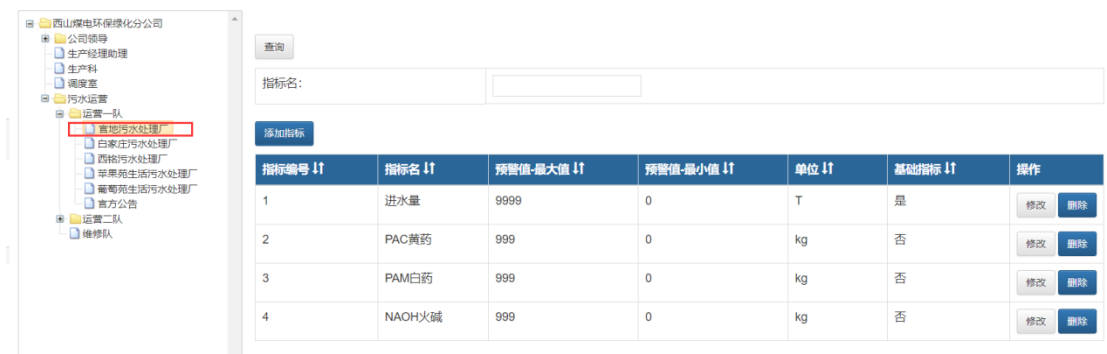 西山煤电环保绿化分公司
公司领导
生产经理助理
生产科
调度室
污水运营
运营一队
官地污水处理厂
白家庄污水处理厂
西铭污水处理厂
苹果苑生活污水处理厂
葡萄苑生活污水处理厂
官方公告
运营二队
维修队
查询
指标名:
添加指标
指标编号 指标名 预警值-最大值 预警值-最小值 单位 基础指标 操作
1 进水量 9999 0 T 是 修改 删除
2 PAC黄药 999 0 kg 否 修改 删除
3 PAM白药 999 0 kg 否 修改 删除
4 NAOH火碱 999 0 kg 否 修改 删除